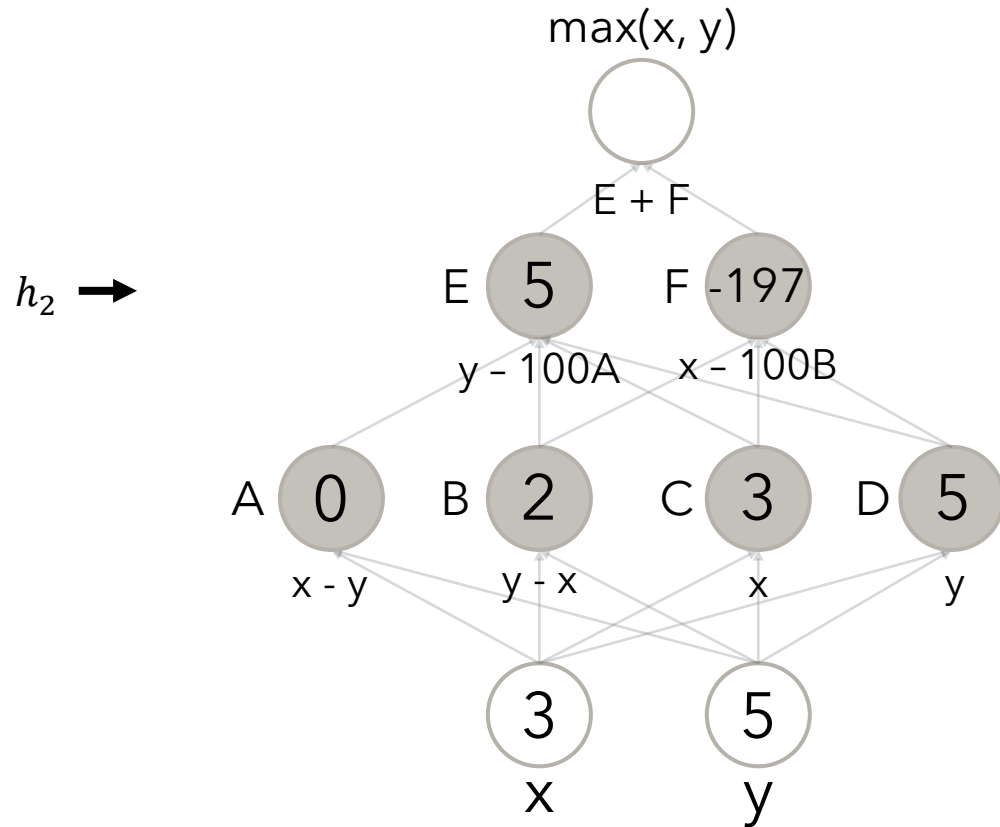 max(x, y)
E + F
h₂
E 5 F -197
y – 100A x – 100B
A 0 B 2 C 3 D 5
x - y y - x x y
3 5
x y